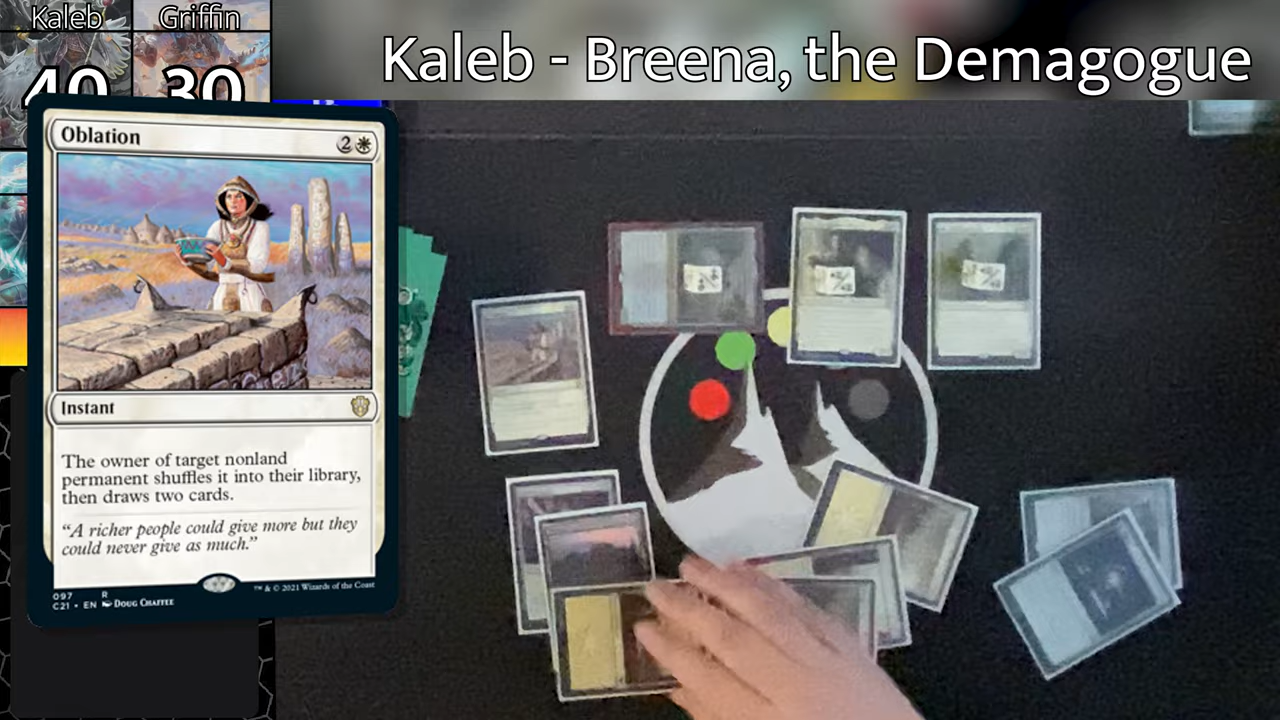 Kaleb
Griffin
40
30
Kaleb - Breena, the Demagogue
Oblation
2
Instant
The owner of target nonland
permanent shuffles it into their library,
then draws two cards.
“A richer people could give more but they
could never give as much.”
097 R
C21 • EN DOUG CHAFFEE
™ & © 2021 Wizards of the Coast